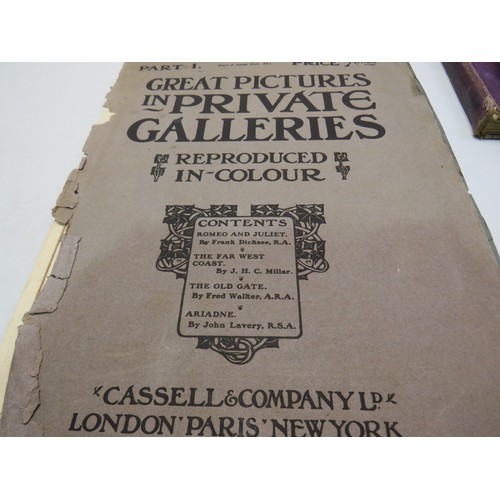 PART-I. PRICE
GREAT PICTURES
IN PRIVATE
GALLERIES
REPRODUCED
IN-COLOUR
CONTENTS
ROMEO AND JULIET.
By Frank Dicksee, R.A.
THE FAR WEST
COAST.
By J. H. C. Millar.
THE OLD GATE.
By Fred Walker, A.R.A.
ARIADNE.
By John Lavery, R.S.A.
CASSELL & COMPANY LD
LONDON PARIS NEW YORK